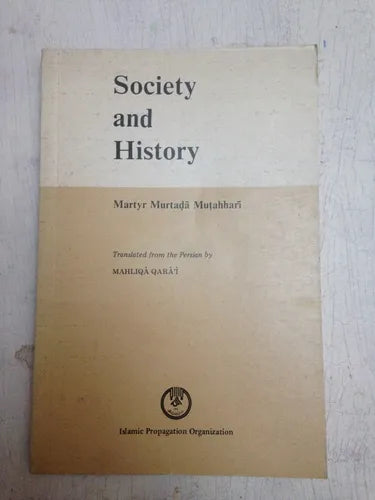 Society
and
History
Martyr Murtaḍā Muṭahharī
Translated from the Persian by
MAHLIQĀ QARĀ'Ī
Islamic Propagation Organization